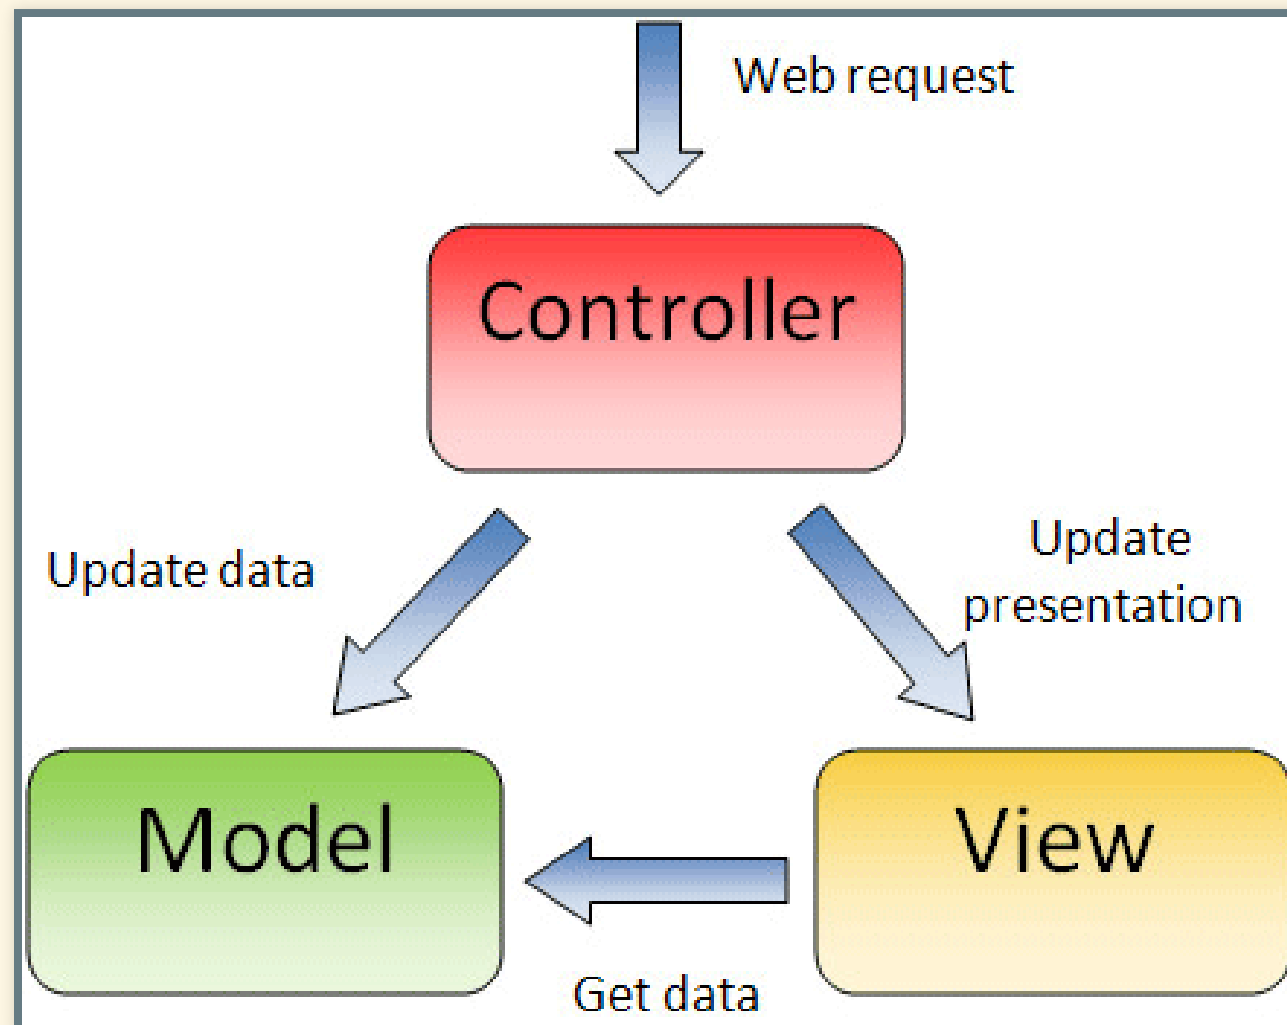 Web request
Controller
Update data
Update
presentation
Model
View
Get data